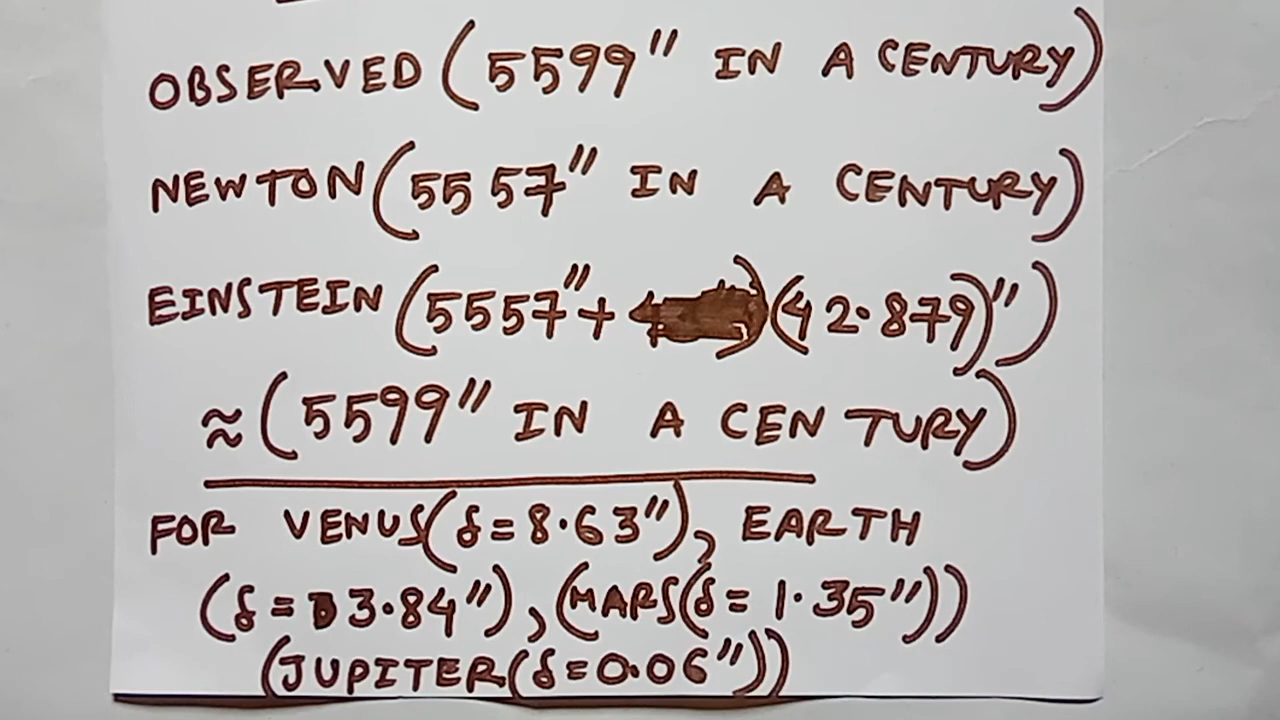 OBSERVED (5599" IN A CENTURY)
NEWTON (5557" IN A CENTURY)
EINSTEIN (5557"+ ) (42.879)")
≈ (5599" IN A CENTURY)
FOR VENUS (δ=8.63"), EARTH
(δ= 3.84"), (MARS(δ= 1.35"))
(JUPITER(δ=0.06"))